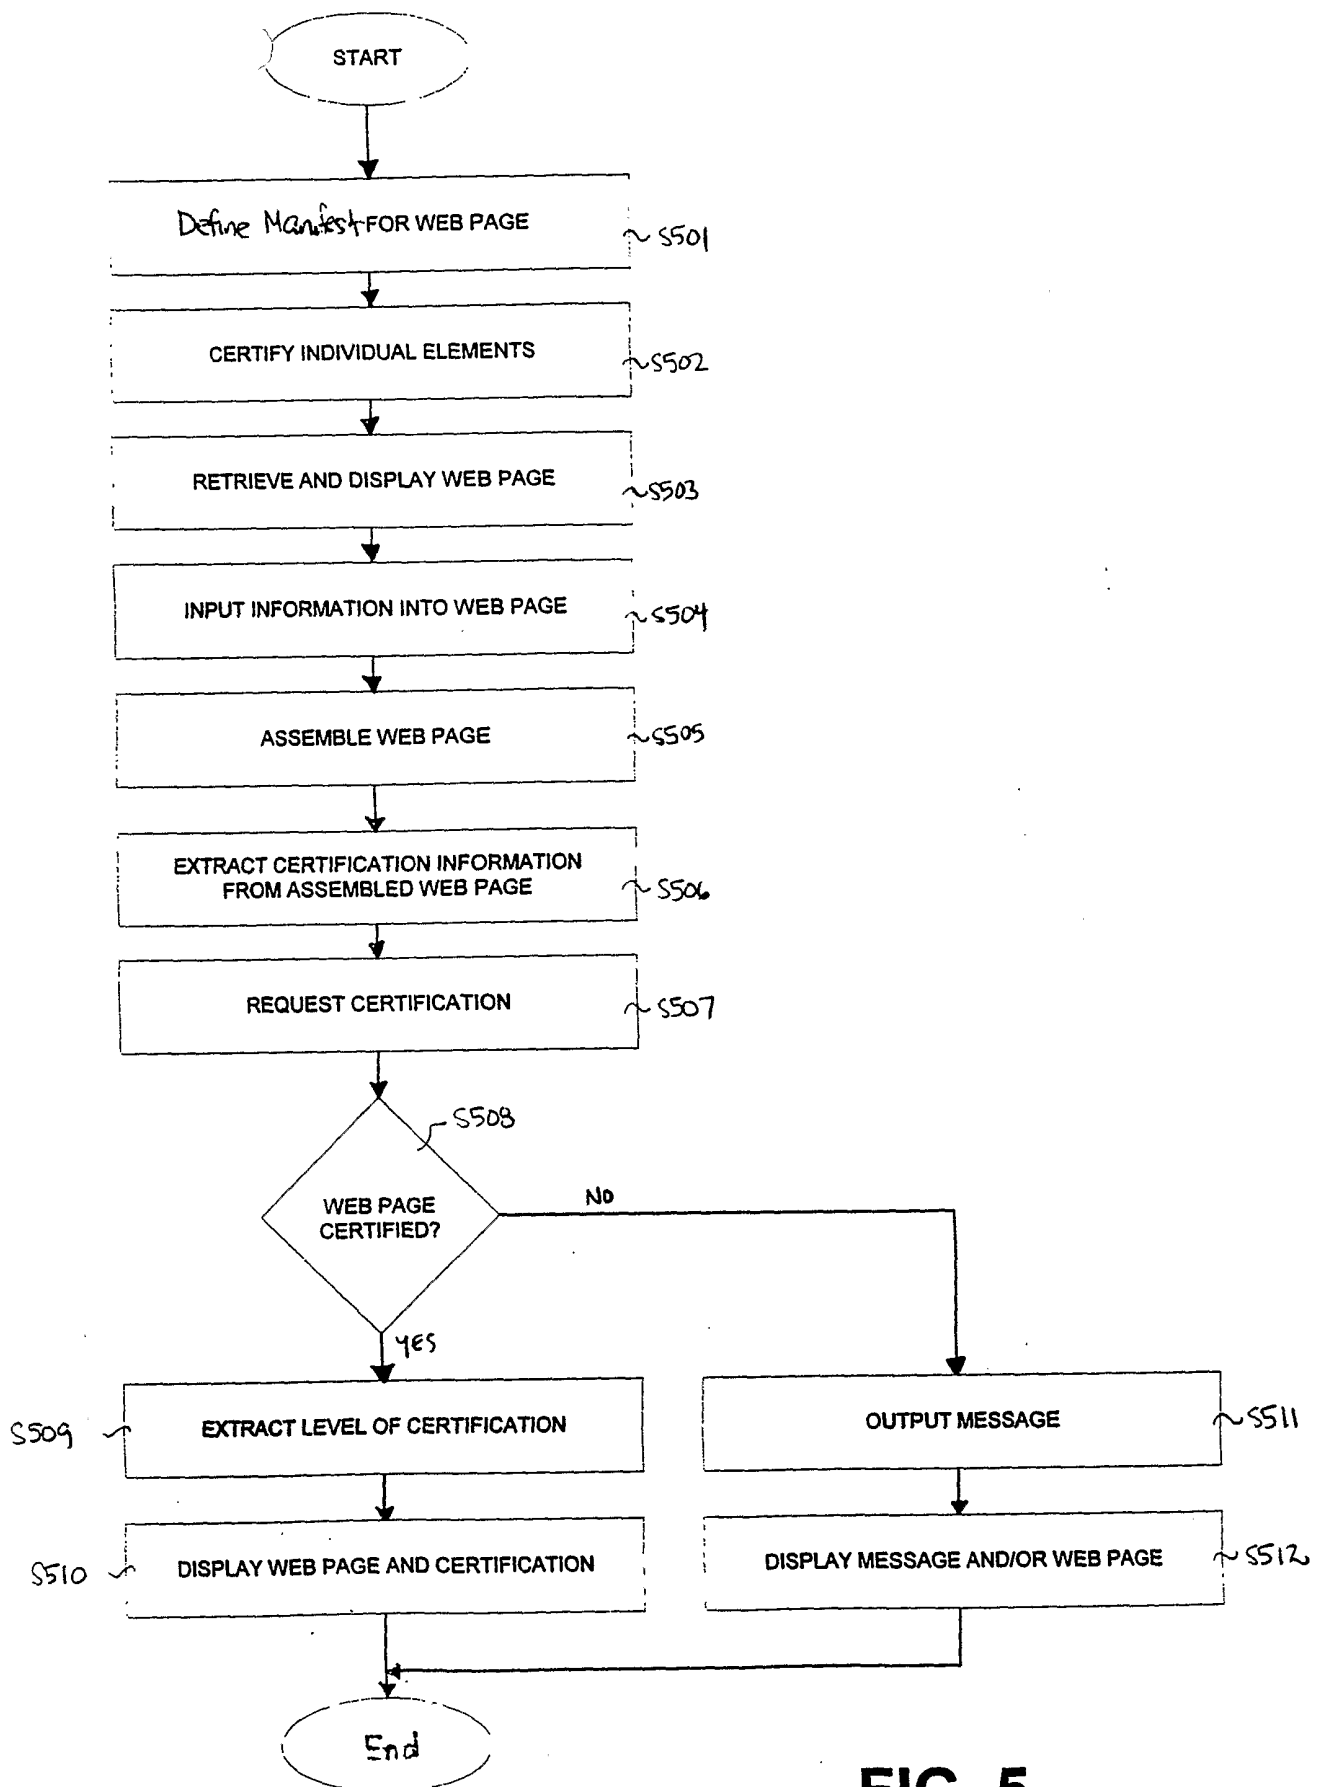 START
Define Manifest FOR WEB PAGE
S501
CERTIFY INDIVIDUAL ELEMENTS
S502
RETRIEVE AND DISPLAY WEB PAGE
S503
INPUT INFORMATION INTO WEB PAGE
S504
ASSEMBLE WEB PAGE
S505
EXTRACT CERTIFICATION INFORMATION
FROM ASSEMBLED WEB PAGE
S506
REQUEST CERTIFICATION
S507
S508
WEB PAGE
CERTIFIED?
NO
YES
S509
EXTRACT LEVEL OF CERTIFICATION
OUTPUT MESSAGE
S511
S510
DISPLAY WEB PAGE AND CERTIFICATION
DISPLAY MESSAGE AND/OR WEB PAGE
S512
End
FIG. 5